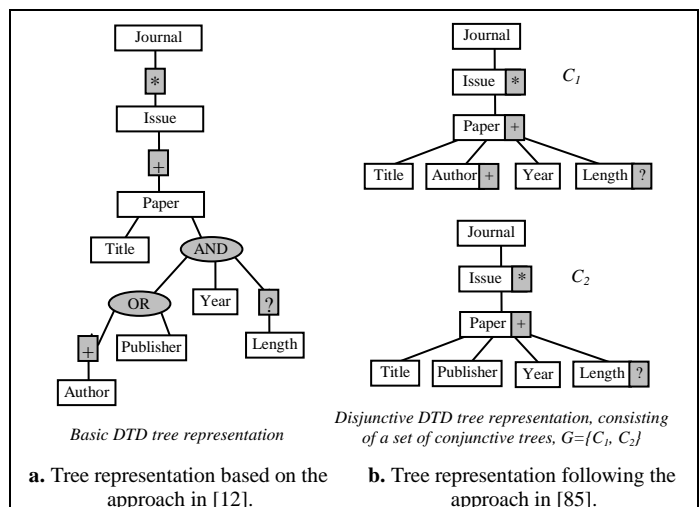 Journal
*
Issue
+
Paper
Title
AND
OR
Year
?
+
Publisher
Length
Author
Basic DTD tree representation
a. Tree representation based on the
approach in [12].
Journal
Issue *
C1
Paper +
Title Author + Year Length ?
Journal
Issue *
C2
Paper +
Title Publisher Year Length ?
Disjunctive DTD tree representation, consisting
of a set of conjunctive trees, G={C1, C2}
b. Tree representation following the
approach in [85].